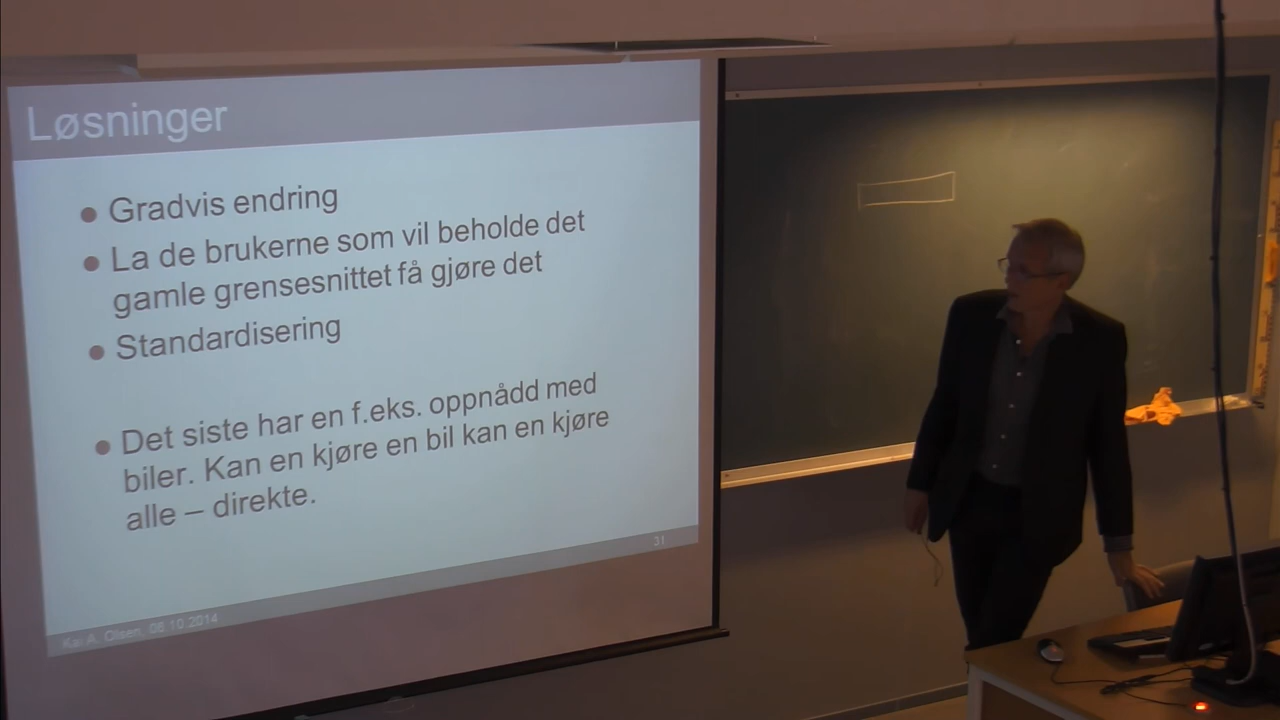 Løsninger
Gradvis endring
La de brukerne som vil beholde det
gamle grensesnittet få gjøre det
Standardisering
Det siste har en f.eks. oppnådd med
biler. Kan en kjøre en bil kan en kjøre
alle – direkte.
31
Kai A. Olsen, 06.10.2014